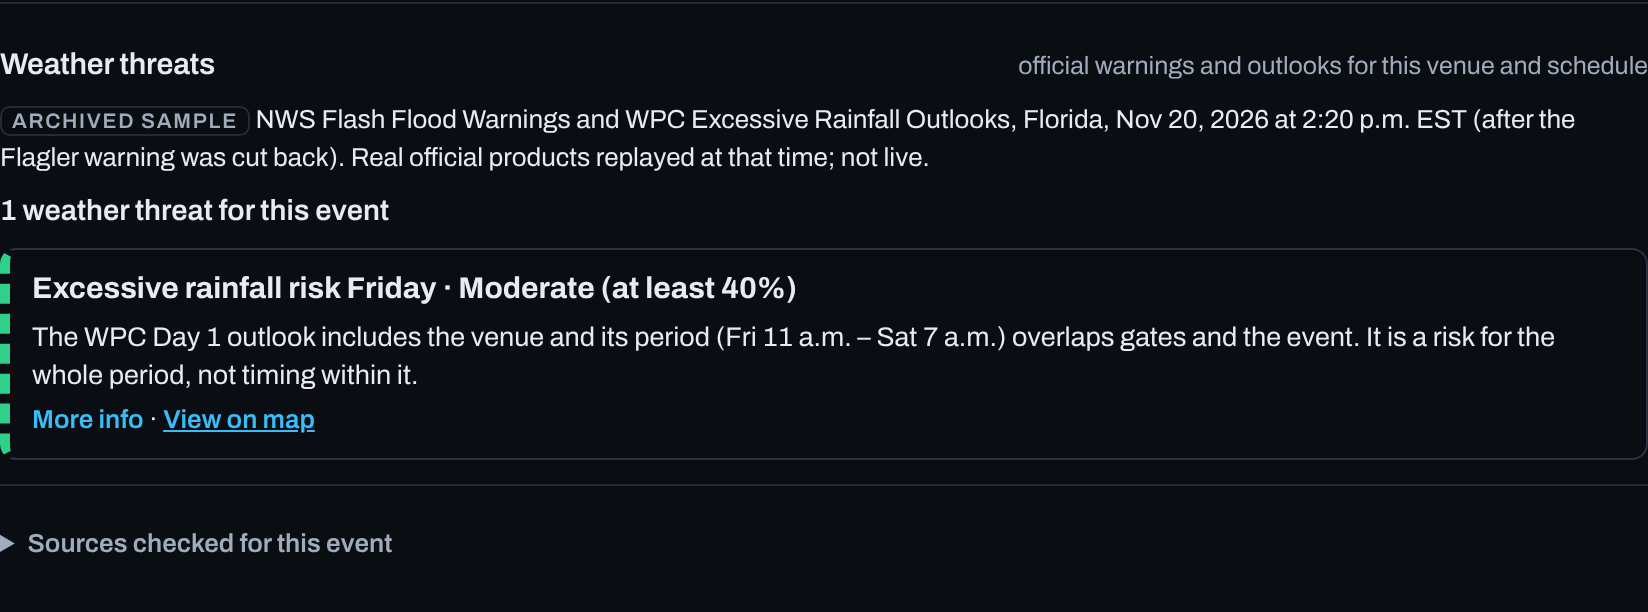 Weather threats
official warnings and outlooks for this venue and schedule
ARCHIVED SAMPLE NWS Flash Flood Warnings and WPC Excessive Rainfall Outlooks, Florida, Nov 20, 2026 at 2:20 p.m. EST (after the
Flagler warning was cut back). Real official products replayed at that time; not live.
1 weather threat for this event
Excessive rainfall risk Friday · Moderate (at least 40%)
The WPC Day 1 outlook includes the venue and its period (Fri 11 a.m. – Sat 7 a.m.) overlaps gates and the event. It is a risk for the
whole period, not timing within it.
More info · View on map
Sources checked for this event